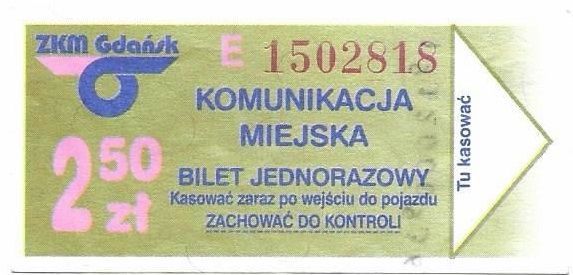 ZKM Gdańsk
E 1502818
KOMUNIKACJA
MIEJSKA
2 50 zł
BILET JEDNORAZOWY
Kasować zaraz po wejściu do pojazdu
ZACHOWAĆ DO KONTROLI
Tu kasować